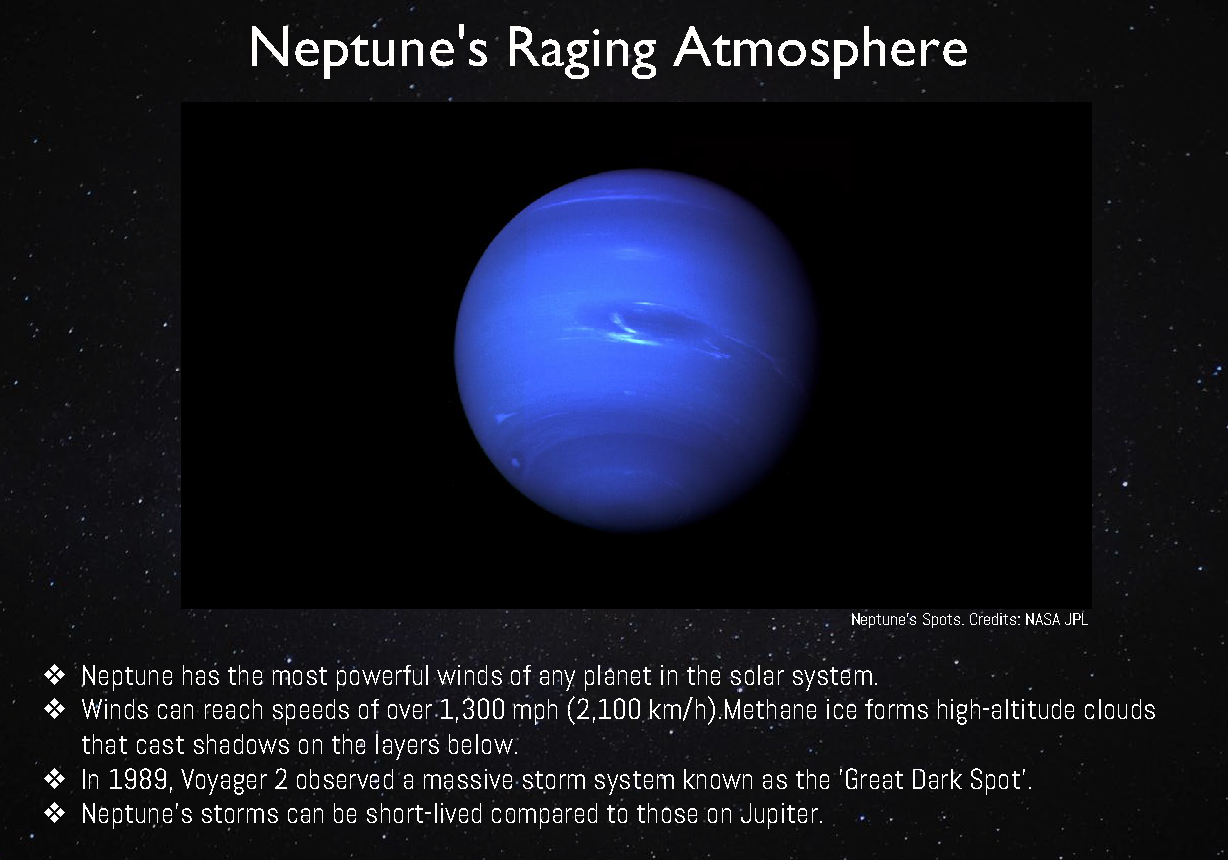 Neptune's Raging Atmosphere
Neptune's Spots. Credits: NASA JPL
❖ Neptune has the most powerful winds of any planet in the solar system.
❖ Winds can reach speeds of over 1,300 mph (2,100 km/h).Methane ice forms high-altitude clouds
that cast shadows on the layers below.
❖ In 1989, Voyager 2 observed a massive storm system known as the 'Great Dark Spot'.
❖ Neptune's storms can be short-lived compared to those on Jupiter.